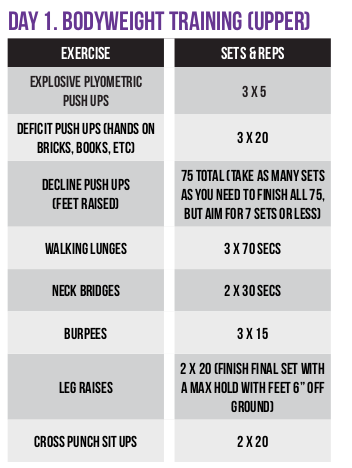 DAY 1. BODYWEIGHT TRAINING (UPPER)
EXERCISE
SETS & REPS
EXPLOSIVE PLYOMETRIC
PUSH UPS
3 X 5
DEFICIT PUSH UPS (HANDS ON
BRICKS, BOOKS, ETC)
3 X 20
DECLINE PUSH UPS
(FEET RAISED)
75 TOTAL (TAKE AS MANY SETS
AS YOU NEED TO FINISH ALL 75,
BUT AIM FOR 7 SETS OR LESS)
WALKING LUNGES
3 X 70 SECS
NECK BRIDGES
2 X 30 SECS
BURPEES
3 X 15
LEG RAISES
2 X 20 (FINISH FINAL SET WITH
A MAX HOLD WITH FEET 6" OFF
GROUND)
CROSS PUNCH SIT UPS
2 X 20